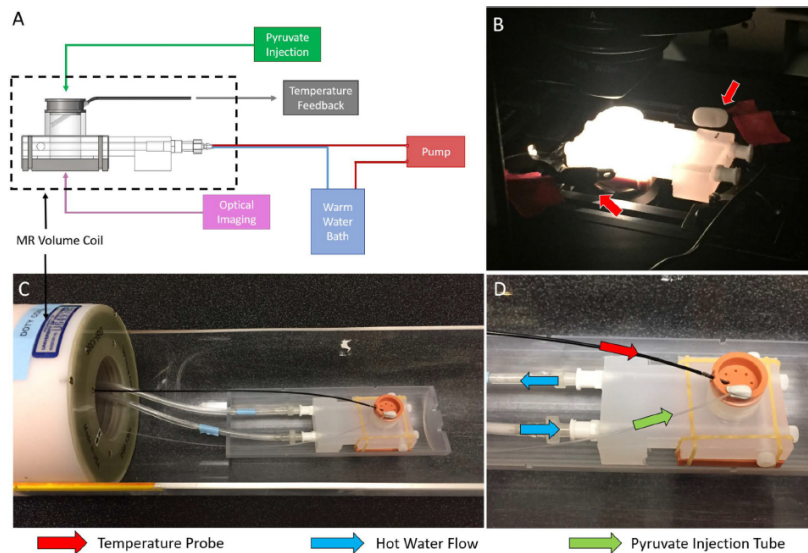 A
Pyruvate
Injection
Temperature
Feedback
Pump
Optical
Imaging
Warm
Water
Bath
MR Volume Coil
B
C
DOTY
D
Temperature Probe
Hot Water Flow
Pyruvate Injection Tube